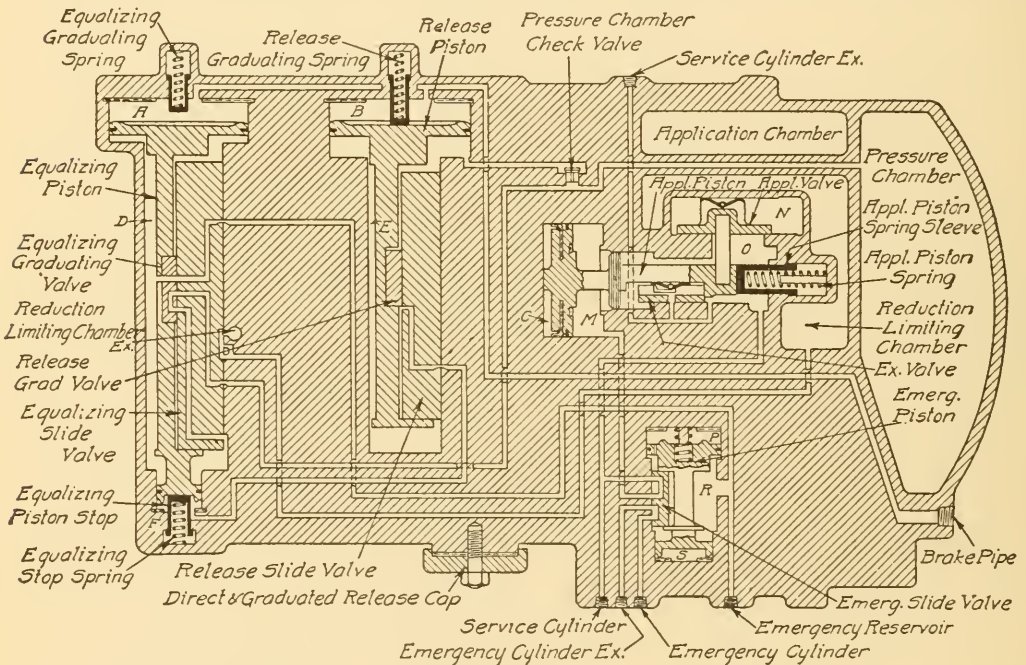 Equalizing
Graduating
Spring
Release
Graduating Spring
Release
Piston
Pressure Chamber
Check Valve
Service Cylinder Ex.
A
B
Application Chamber
Pressure
Chamber
Equalizing
Piston
D
E
Appl. Piston
Appl. Valve
N
O
Appl. Piston
Spring Sleeve
Appl. Piston
Spring
Equalizing
Graduating
Valve
C
M
Reduction
Limiting Chamber
Ex.
Reduction
Limiting
Chamber
Release
Grad Valve
Ex. Valve
Emerg.
Piston
Equalizing
Slide
Valve
P
R
S
Equalizing
Piston Stop
F
Equalizing
Stop Spring
Release Slide Valve
Direct & Graduated Release Cap
Brake Pipe
Emerg. Slide Valve
Service Cylinder
Emergency Cylinder Ex.
Emergency Reservoir
Emergency Cylinder